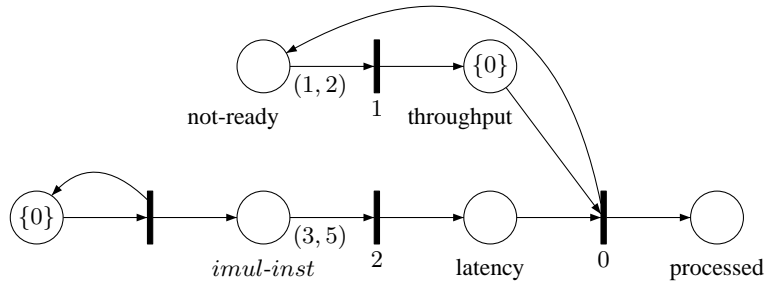 {0}
(1, 2)
1
not-ready
throughput
{0}
(3, 5)
2
0
imul-inst
latency
processed